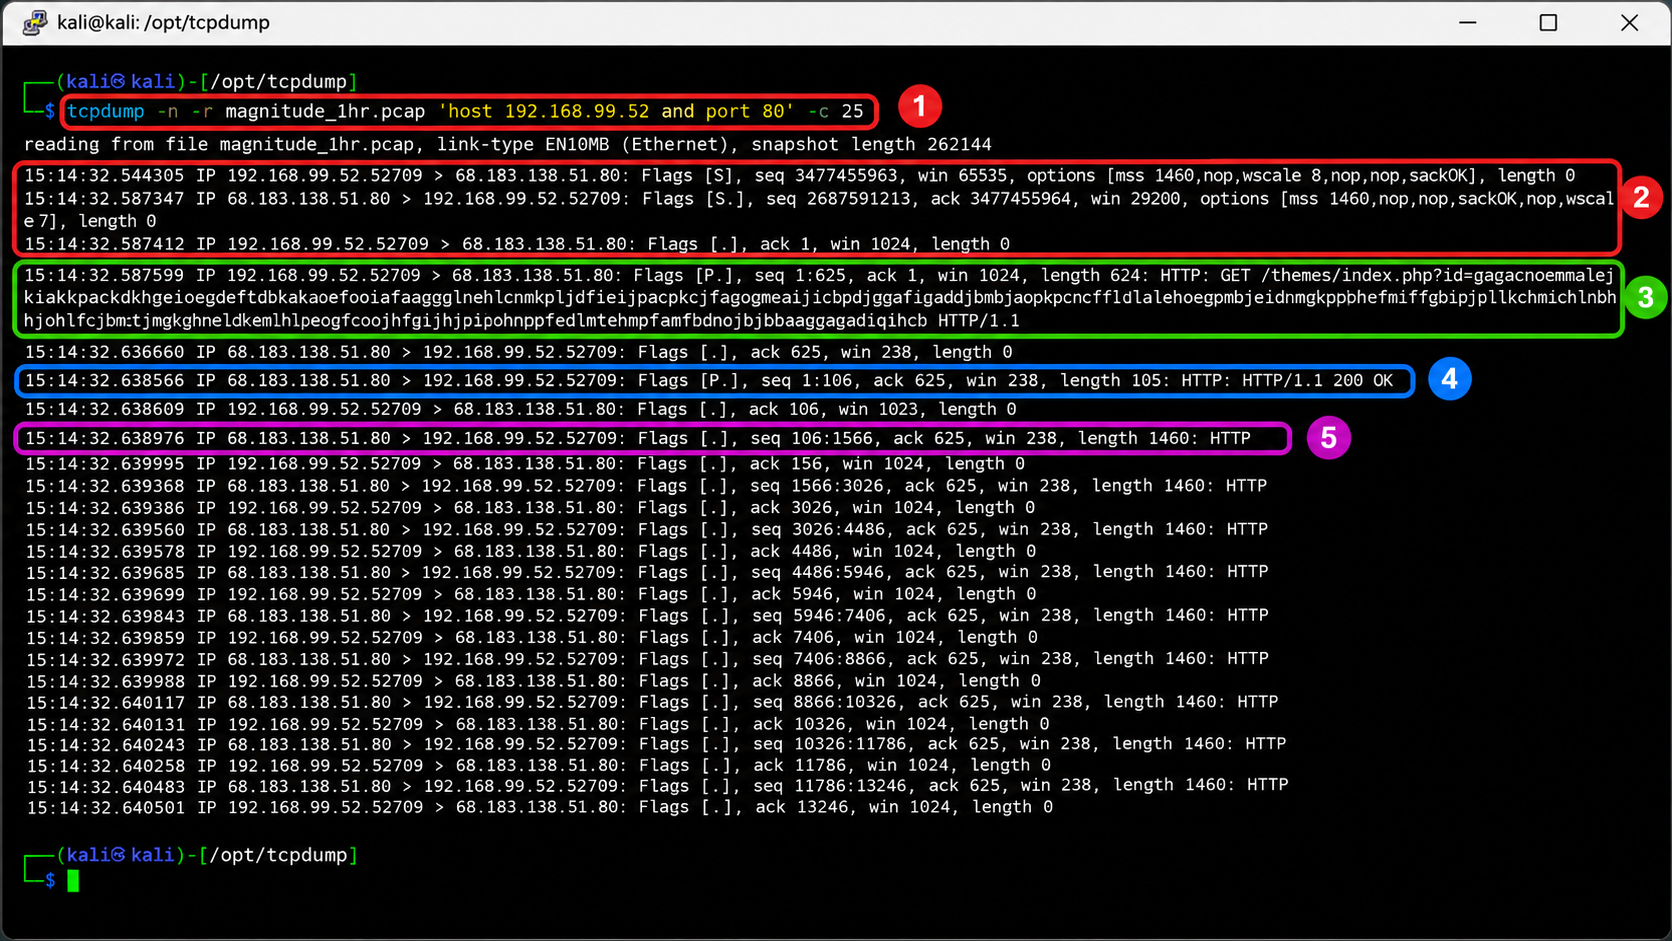 kali@kali: /opt/tcpdump
(kali㉿kali)-[/opt/tcpdump]
$ tcpdump -n -r magnitude_1hr.pcap 'host 192.168.99.52 and port 80' -c 25
1
reading from file magnitude_1hr.pcap, link-type EN10MB (Ethernet), snapshot length 262144
15:14:32.544305 IP 192.168.99.52.52709 > 68.183.138.51.80: Flags [S], seq 3477455963, win 65535, options [mss 1460,nop,wscale 8,nop,nop,sackOK], length 0
15:14:32.587347 IP 192.168.99.52.52709 > 68.183.138.51.80: Flags [S.], seq 2687591213, ack 3477455964, win 29200, options [mss 1460,nop,nop,sackOK,nop,wscal
e 7], length 0
15:14:32.587412 IP 192.168.99.52.52709 > 68.183.138.51.80: Flags [.], ack 1, win 1024, length 0
2
15:14:32.587599 IP 192.168.99.52.52709 > 68.183.138.51.80: Flags [P.], seq 1:625, ack 1, win 1024, length 624: HTTP: GET /themes/index.php?id=gagacnoemmalej
kiakkpackdkhgeioegdeftdbkakaoefooiafaaggglnehlcnmkpljdfieijpacpkcjfagogmeaijicbpdjggafigaddjbmbjaopkpcncffldlalehoegpmbjeidnmgkppbhefmiffgbipjpllkchmichlnbh
hjohlfcjbmztjmgkghneldkemlhlpeogfcoojhfgijhjpipohnppfedlmtehmpfamfbdnojbjbbaaggagadiqihcb HTTP/1.1
3
15:14:32.636660 IP 68.183.138.51.80 > 192.168.99.52.52709: Flags [.], ack 625, win 238, length 0
15:14:32.638566 IP 68.183.138.51.80 > 192.168.99.52.52709: Flags [P.], seq 1:106, ack 625, win 238, length 105: HTTP: HTTP/1.1 200 OK
4
15:14:32.638609 IP 192.168.99.52.52709 > 68.183.138.51.80: Flags [.], ack 106, win 1023, length 0
15:14:32.638976 IP 68.183.138.51.80 > 192.168.99.52.52709: Flags [.], seq 106:1566, ack 625, win 238, length 1460: HTTP
5
15:14:32.639995 IP 192.168.99.52.52709 > 68.183.138.51.80: Flags [.], ack 156, win 1024, length 0
15:14:32.639368 IP 68.183.138.51.80 > 192.168.99.52.52709: Flags [.], seq 1566:3026, ack 625, win 238, length 1460: HTTP
15:14:32.639386 IP 192.168.99.52.52709 > 68.183.138.51.80: Flags [.], ack 3026, win 1024, length 0
15:14:32.639560 IP 68.183.138.51.80 > 192.168.99.52.52709: Flags [.], seq 3026:4486, ack 625, win 238, length 1460: HTTP
15:14:32.639578 IP 192.168.99.52.52709 > 68.183.138.51.80: Flags [.], ack 4486, win 1024, length 0
15:14:32.639685 IP 68.183.138.51.80 > 192.168.99.52.52709: Flags [.], seq 4486:5946, ack 625, win 238, length 1460: HTTP
15:14:32.639699 IP 192.168.99.52.52709 > 68.183.138.51.80: Flags [.], ack 5946, win 1024, length 0
15:14:32.639843 IP 68.183.138.51.80 > 192.168.99.52.52709: Flags [.], seq 5946:7406, ack 625, win 238, length 1460: HTTP
15:14:32.639859 IP 192.168.99.52.52709 > 68.183.138.51.80: Flags [.], ack 7406, win 1024, length 0
15:14:32.639972 IP 68.183.138.51.80 > 192.168.99.52.52709: Flags [.], seq 7406:8866, ack 625, win 238, length 1460: HTTP
15:14:32.639988 IP 192.168.99.52.52709 > 68.183.138.51.80: Flags [.], ack 8866, win 1024, length 0
15:14:32.640117 IP 68.183.138.51.80 > 192.168.99.52.52709: Flags [.], seq 8866:10326, ack 625, win 238, length 1460: HTTP
15:14:32.640131 IP 192.168.99.52.52709 > 68.183.138.51.80: Flags [.], ack 10326, win 1024, length 0
15:14:32.640243 IP 68.183.138.51.80 > 192.168.99.52.52709: Flags [.], seq 10326:11786, ack 625, win 238, length 1460: HTTP
15:14:32.640258 IP 192.168.99.52.52709 > 68.183.138.51.80: Flags [.], ack 11786, win 1024, length 0
15:14:32.640483 IP 68.183.138.51.80 > 192.168.99.52.52709: Flags [.], seq 11786:13246, ack 625, win 238, length 1460: HTTP
15:14:32.640501 IP 192.168.99.52.52709 > 68.183.138.51.80: Flags [.], ack 13246, win 1024, length 0
(kali㉿kali)-[/opt/tcpdump]
$